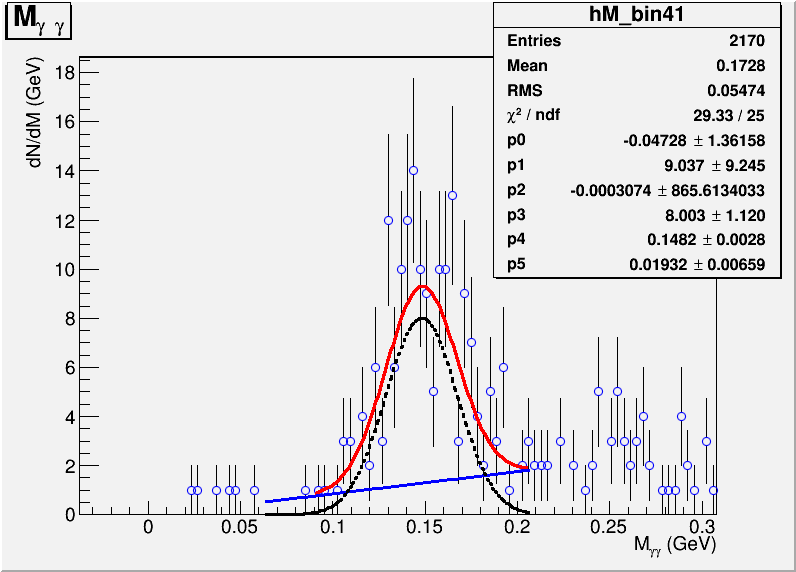 M γ γ
hM_bin41
Entries 2170
Mean 0.1728
RMS 0.05474
χ² / ndf 29.33 / 25
p0 -0.04728 ± 1.36158
p1 9.037 ± 9.245
p2 -0.0003074 ± 865.6134033
p3 8.003 ± 1.120
p4 0.1482 ± 0.0028
p5 0.01932 ± 0.00659
dN/dM (GeV)
18
16
14
12
10
8
6
4
2
0
0 0.05 0.1 0.15 0.2 0.25 0.3
M γγ (GeV)